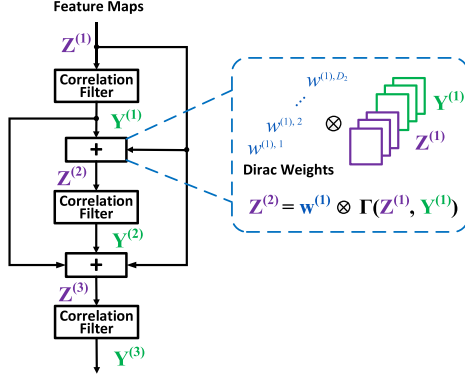 Feature Maps
Z(1)
Correlation
Filter
Y(1)
+
Z(2)
Correlation
Filter
Y(2)
+
Z(3)
Correlation
Filter
Y(3)
w(1), D2
...
w(1), 2
w(1), 1
⊗
Y(1)
Z(1)
Dirac Weights
Z(2) = w(1) ⊗ Γ(Z(1), Y(1))